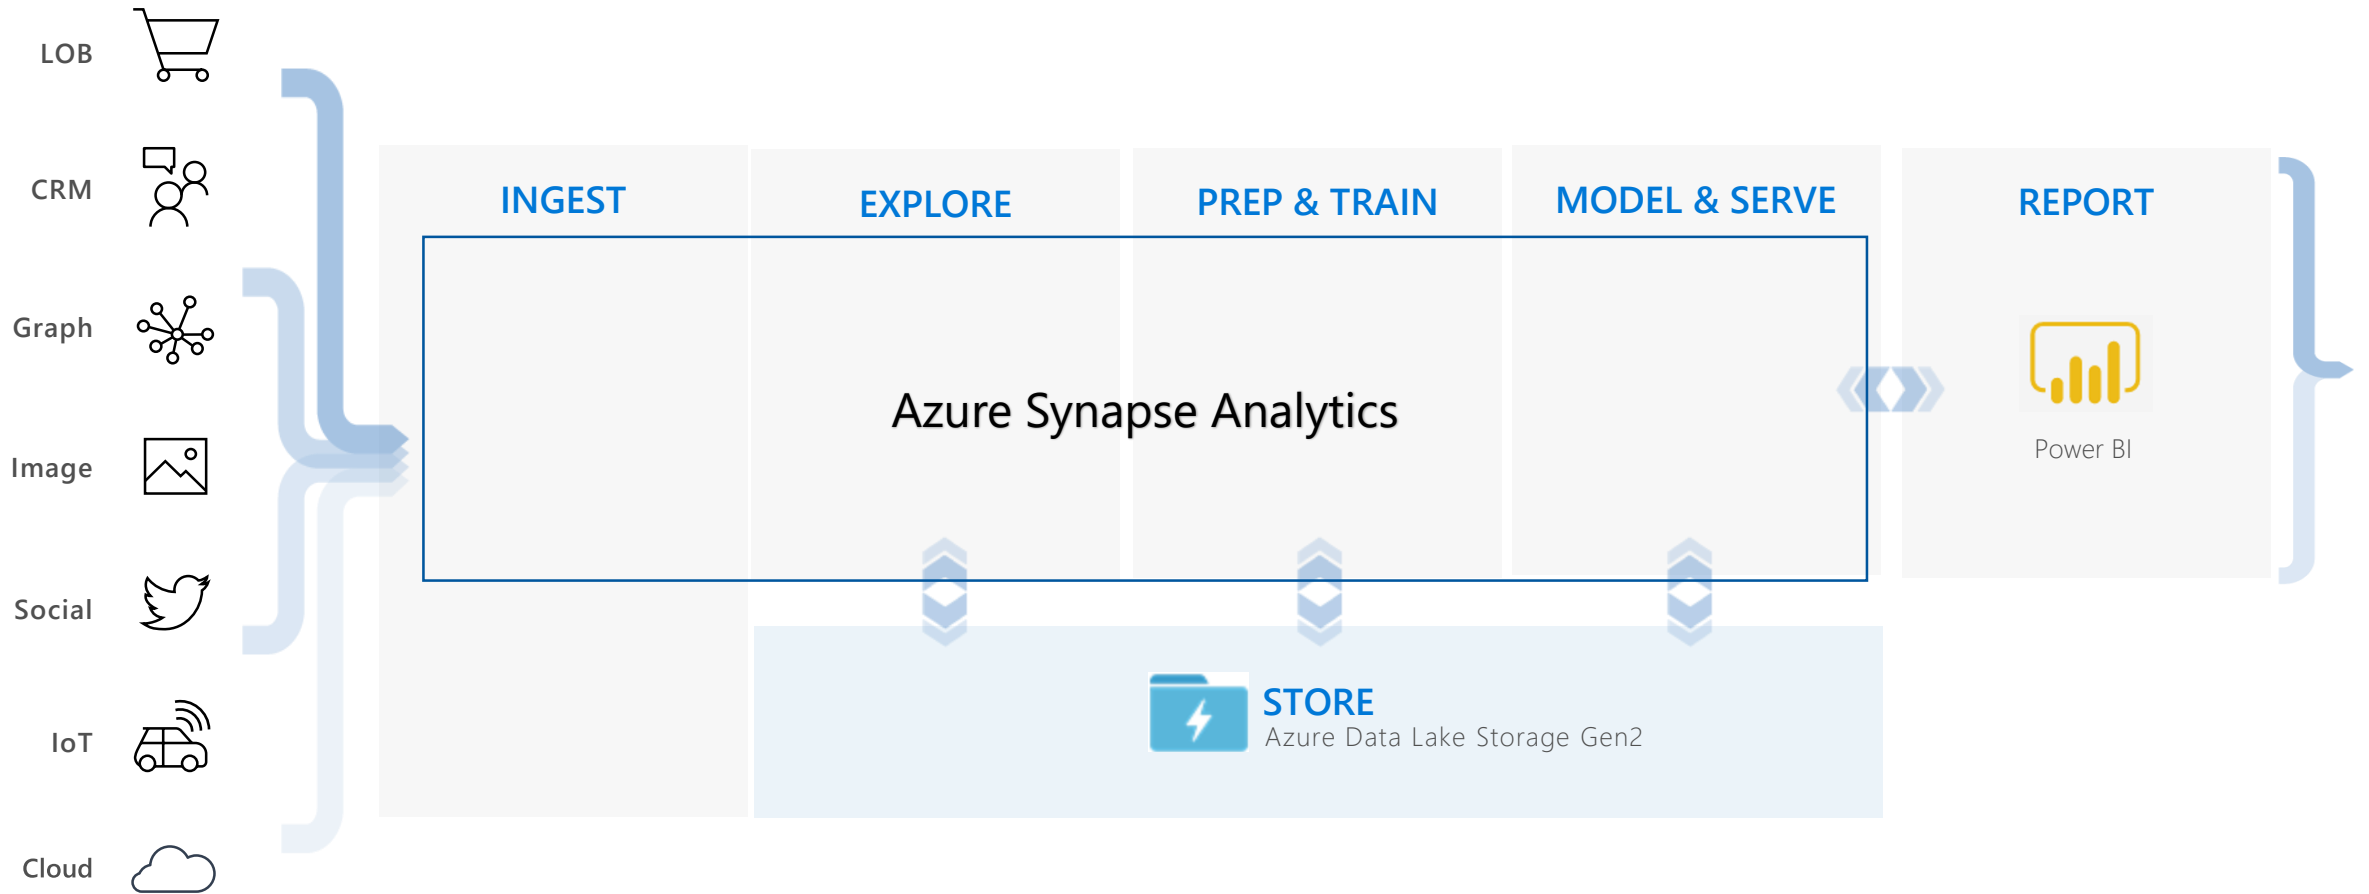 LOB
CRM
Graph
Image
Social
IoT
Cloud
INGEST
EXPLORE
PREP & TRAIN
MODEL & SERVE
REPORT
Azure Synapse Analytics
Power BI
STORE
Azure Data Lake Storage Gen2